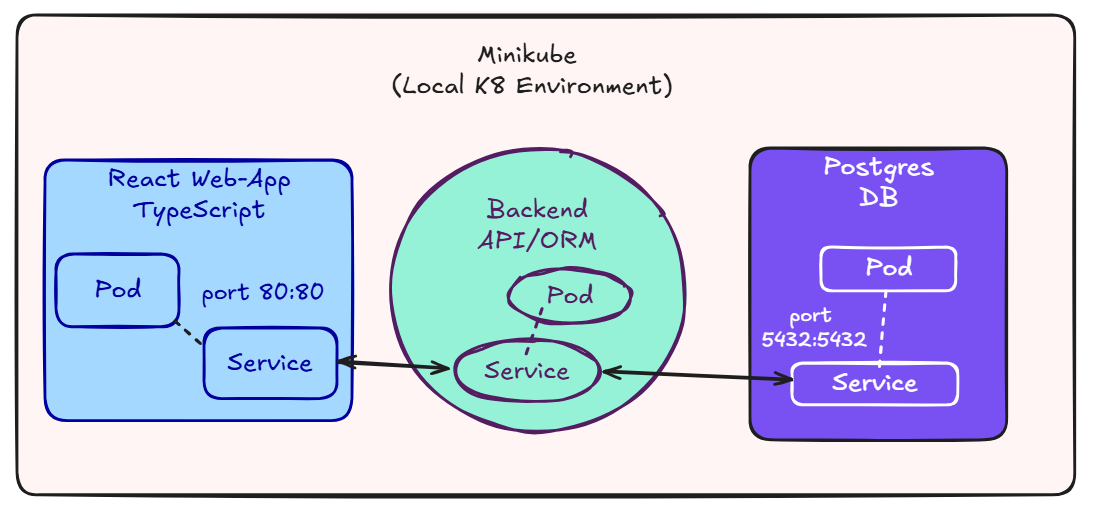 Minikube
(Local K8 Environment)
React Web-App
TypeScript
Pod
port 80:80
Service
Backend
API/ORM
Pod
Service
Postgres
DB
Pod
port
5432:5432
Service